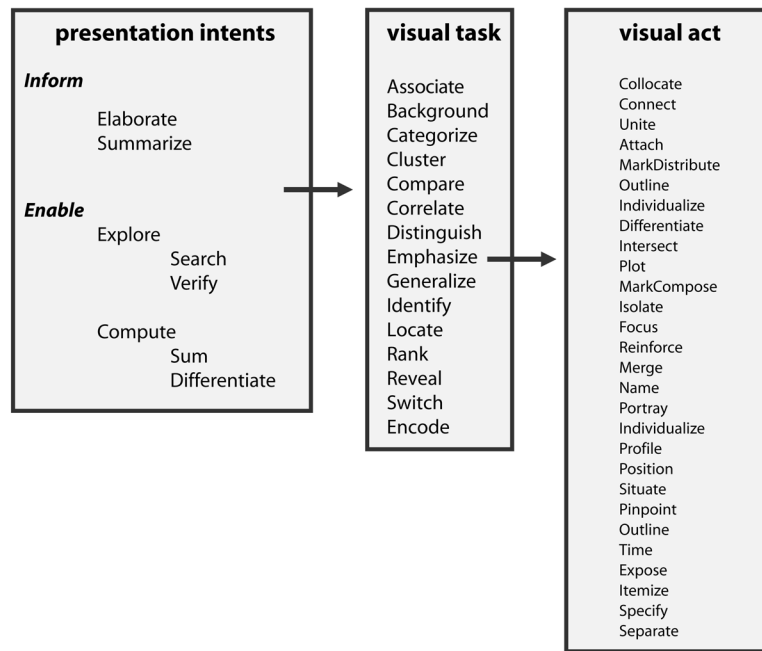 presentation intents
Inform
Elaborate
Summarize
Enable
Explore
Search
Verify
Compute
Sum
Differentiate
visual task
Associate
Background
Categorize
Cluster
Compare
Correlate
Distinguish
Emphasize
Generalize
Identify
Locate
Rank
Reveal
Switch
Encode
visual act
Collocate
Connect
Unite
Attach
MarkDistribute
Outline
Individualize
Differentiate
Intersect
Plot
MarkCompose
Isolate
Focus
Reinforce
Merge
Name
Portray
Individualize
Profile
Position
Situate
Pinpoint
Outline
Time
Expose
Itemize
Specify
Separate